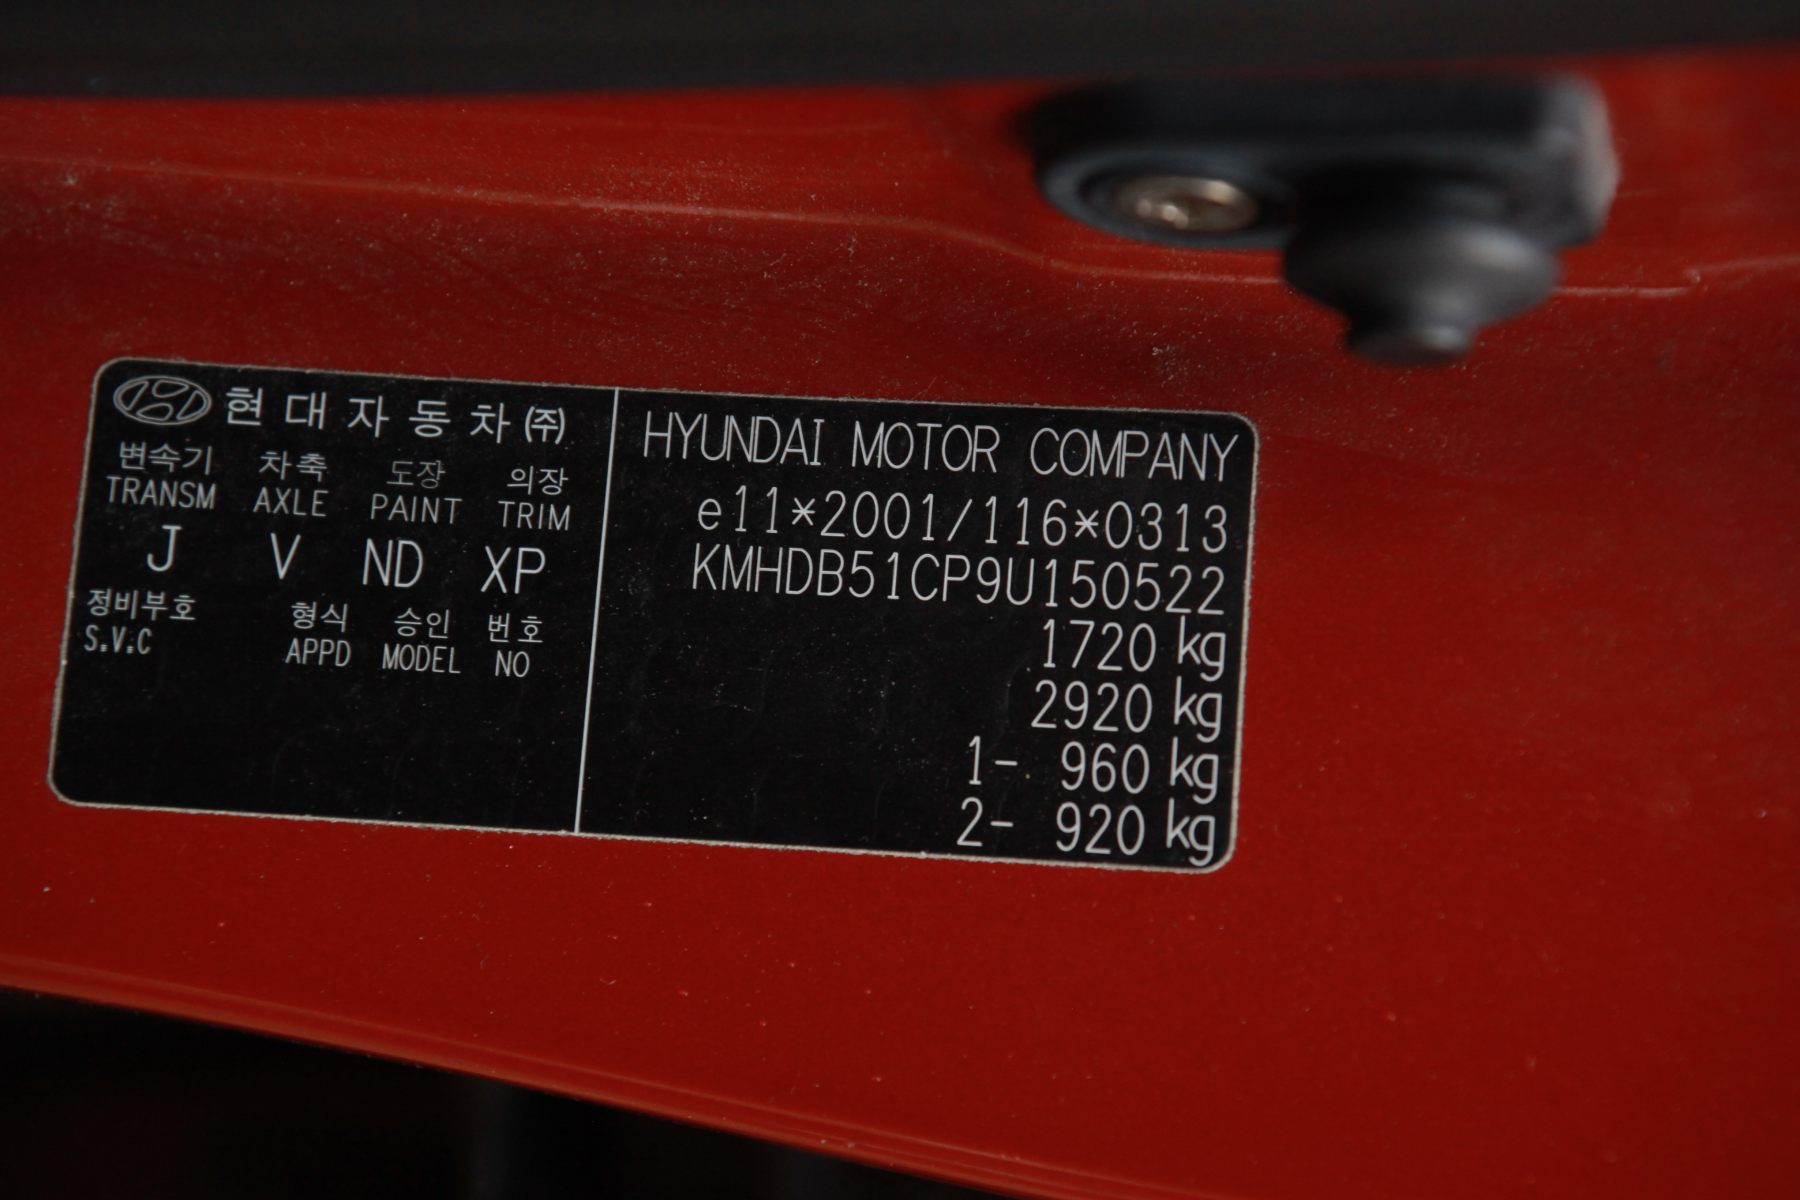 현대자동차(주)
변속기 차축 도장 의장
TRANSM AXLE PAINT TRIM
J V ND XP
정비부호 형식 승인 번호
S.V.C APPD MODEL NO
HYUNDAI MOTOR COMPANY
e11*2001/116*0313
KMHDB51CP9U150522
1720 kg
2920 kg
1- 960 kg
2- 920 kg